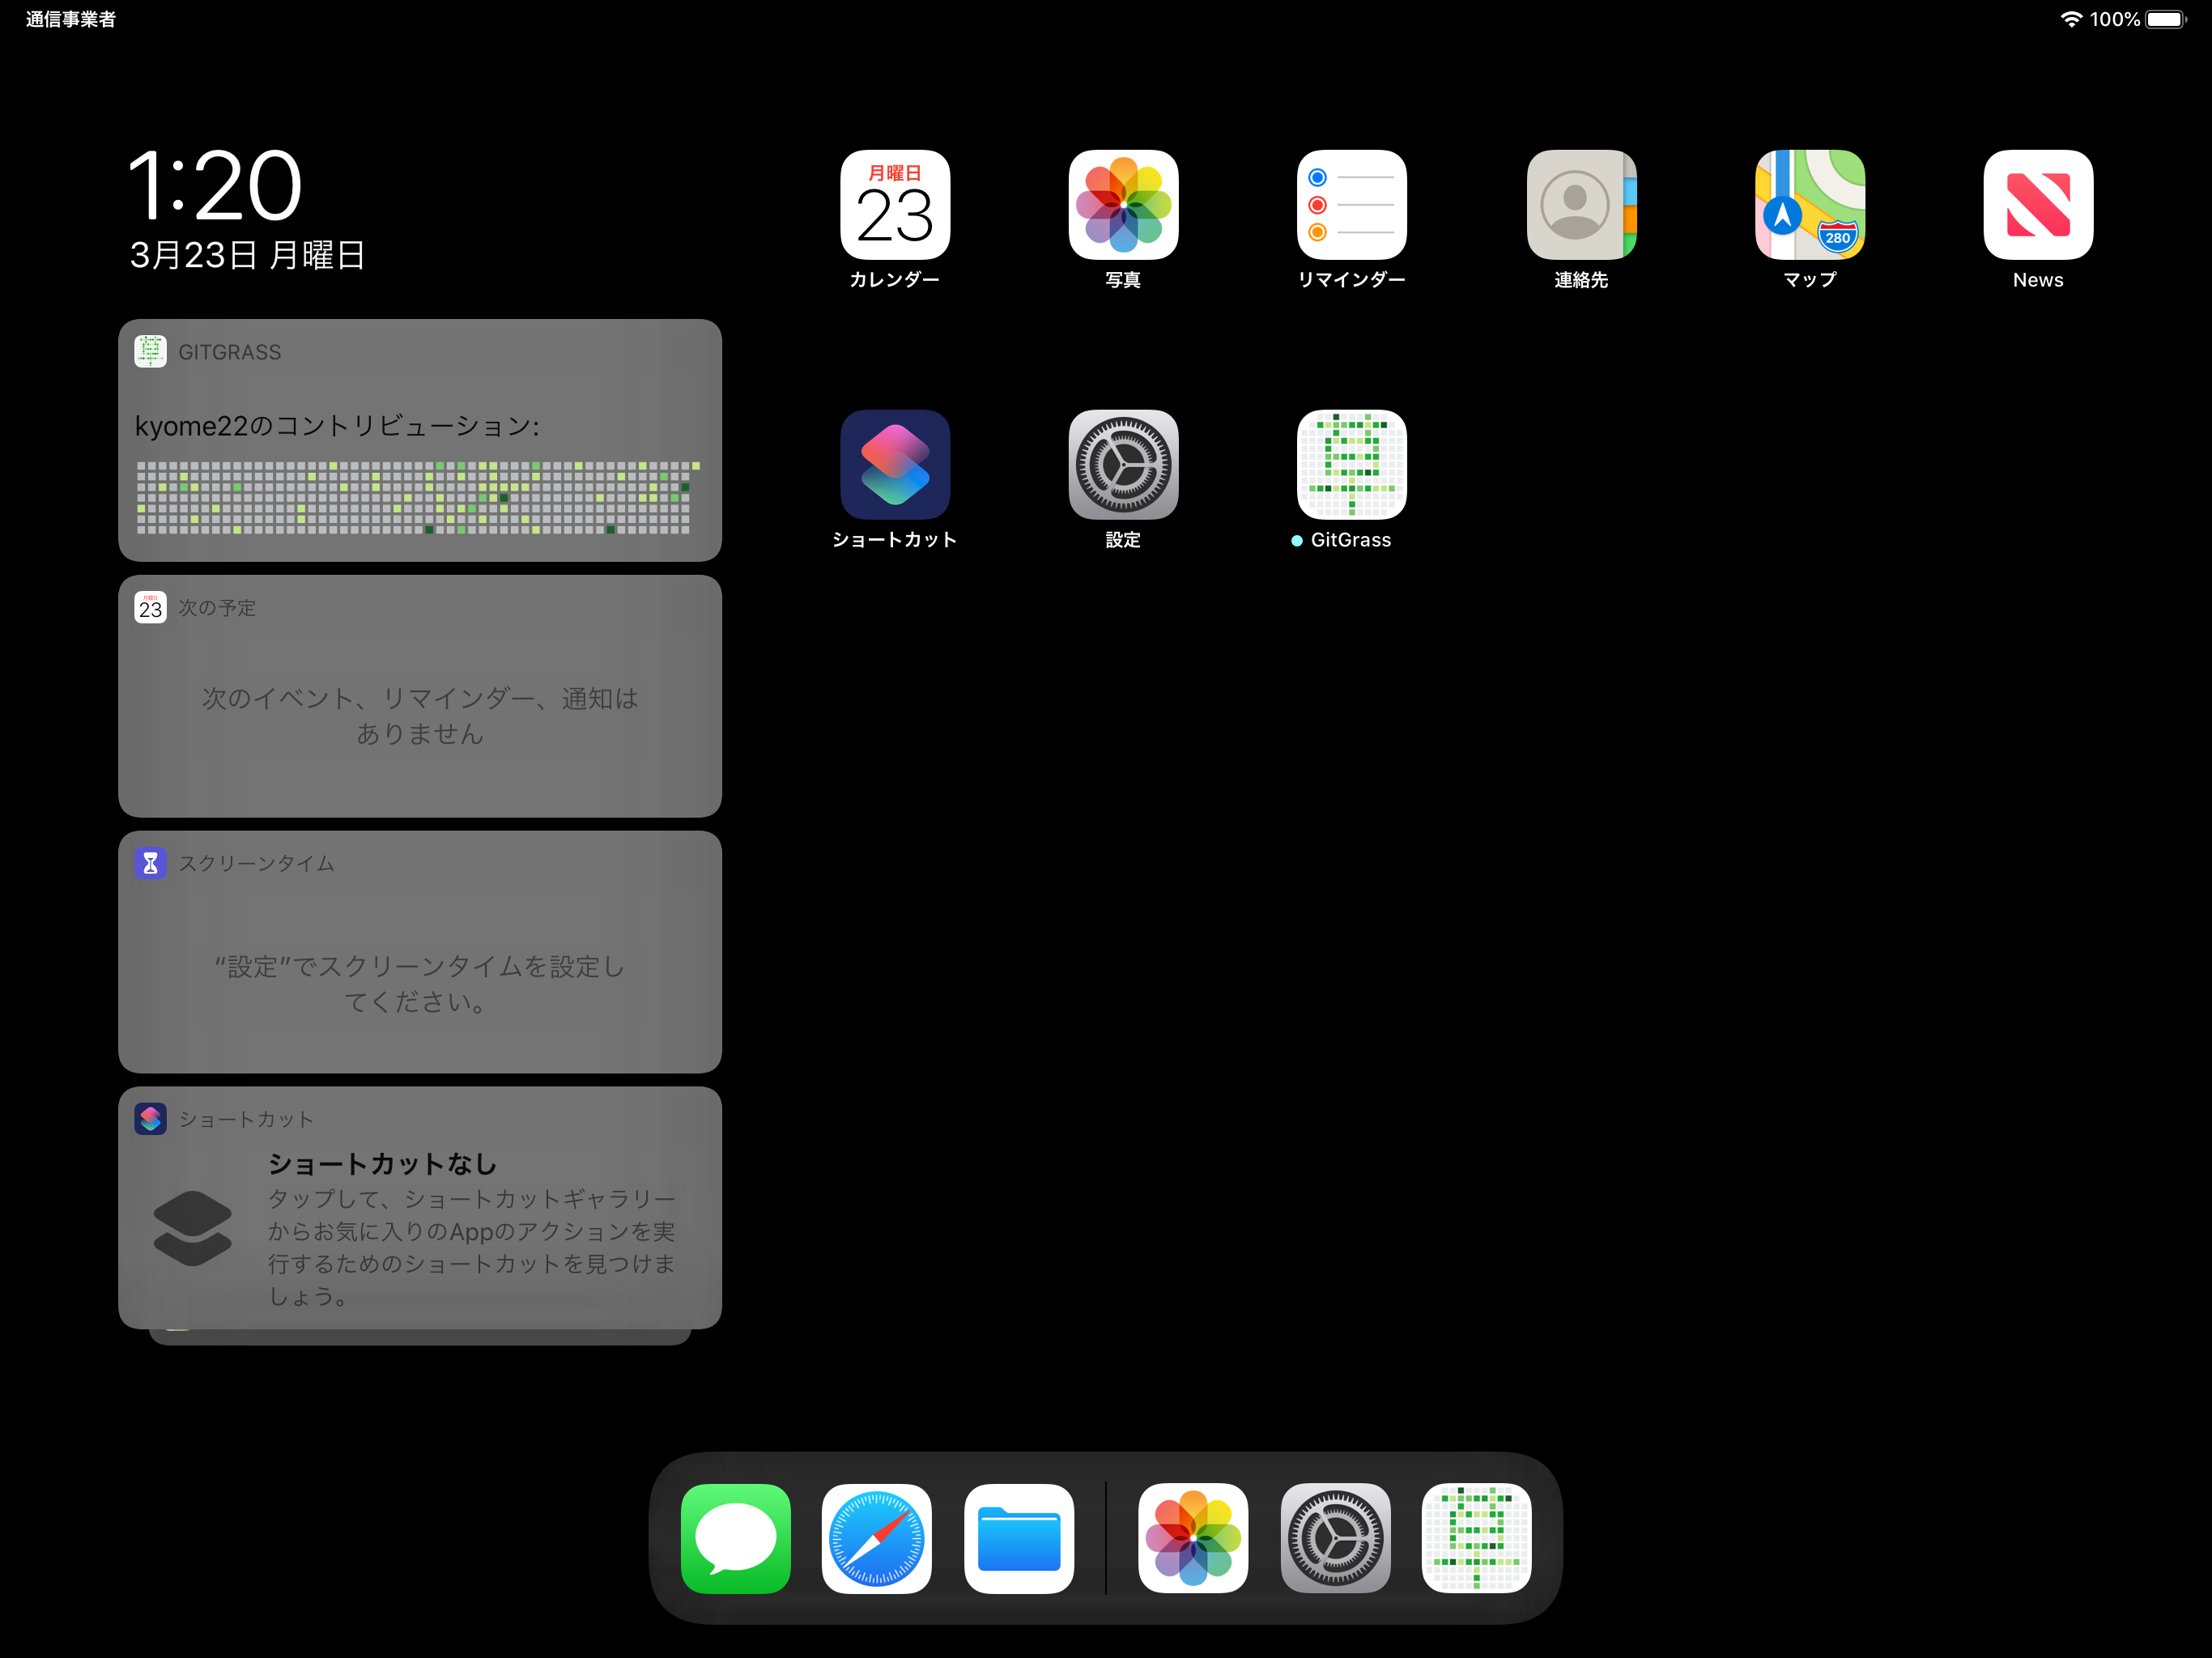 通信事業者
100%
1:20
3月23日 月曜日
GITGRASS
kyome22のコントリビューション:
月曜日
23
次の予定
次のイベント、リマインダー、通知は
ありません
スクリーンタイム
“設定”でスクリーンタイムを設定し
てください。
ショートカット
ショートカットなし
タップして、ショートカットギャラリー
からお気に入りのAppのアクションを実
行するためのショートカットを見つけま
しょう。
月曜日
23
280
カレンダー
写真
リマインダー
連絡先
マップ
News
ショートカット
設定
GitGrass